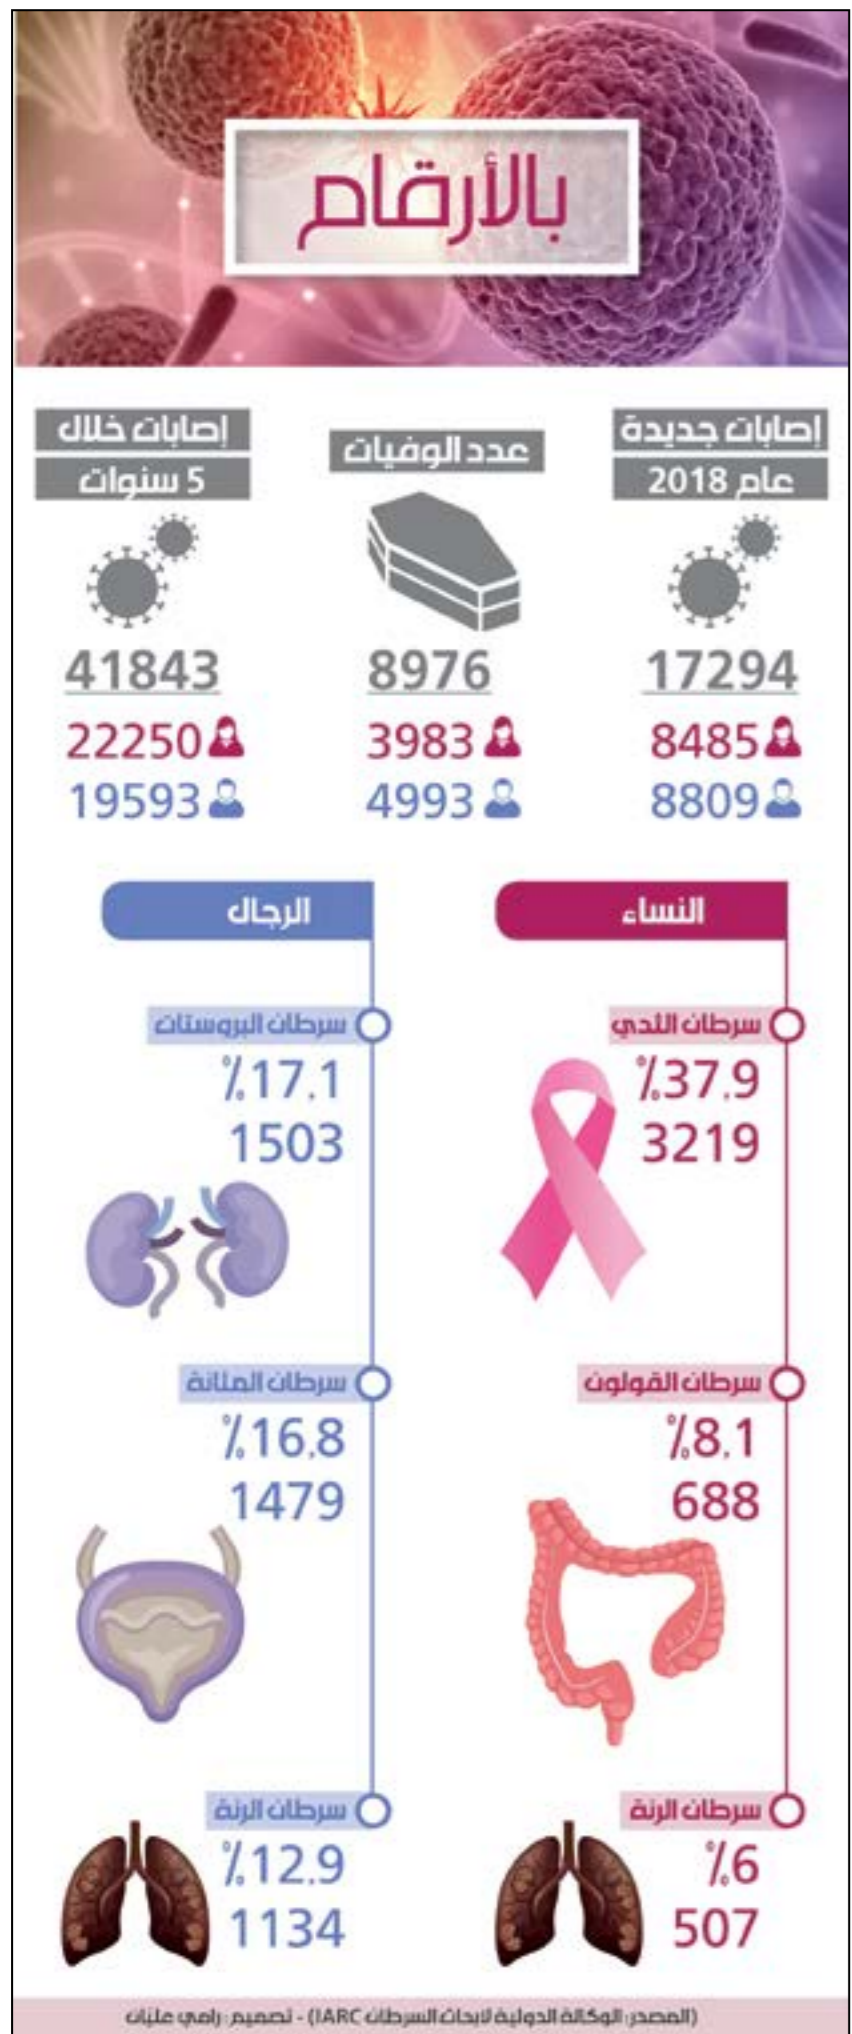 بالأرقام
إصابات جديدة
عام 2018
17294
8485
8809
عدد الوفيات
8976
3983
4993
إصابات خلال
5 سنوات
41843
22250
19593
النساء
سرطان الثدي
%37.9
3219
سرطان القولون
%8.1
688
سرطان الرئة
%6
507
الرجال
سرطان البروستات
%17.1
1503
سرطان المثانة
%16.8
1479
سرطان الرئة
%12.9
1134
(المصدر: الوكالة الدولية لابحاث السرطان IARC) - تصميم: رامي عليّان